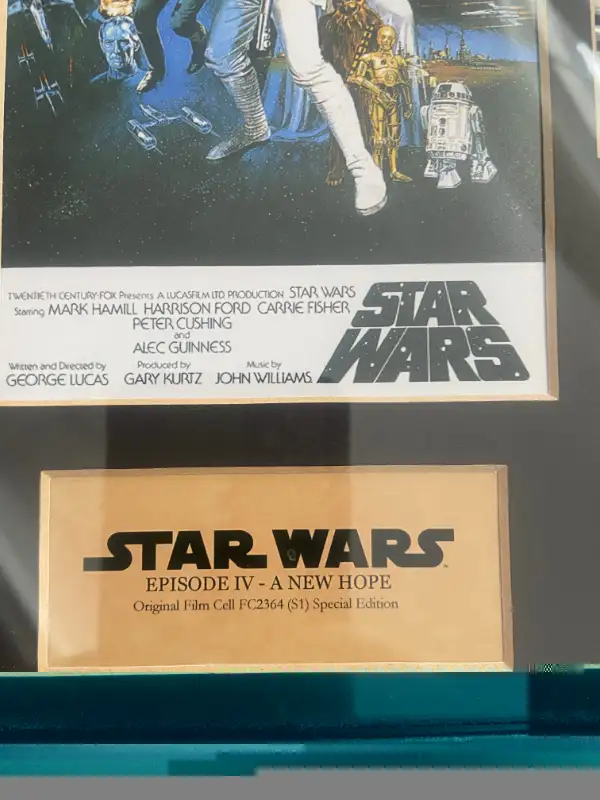 TWENTIETH CENTURY-FOX Presents A LUCASFILM LTD. PRODUCTION STAR WARS
Starring MARK HAMILL HARRISON FORD CARRIE FISHER
PETER CUSHING
and
ALEC GUINNESS
Written and Directed by
GEORGE LUCAS
Produced by
GARY KURTZ
Music by
JOHN WILLIAMS
STAR
WARS
STAR WARS™
EPISODE IV - A NEW HOPE
Original Film Cell FC2364 (S1) Special Edition